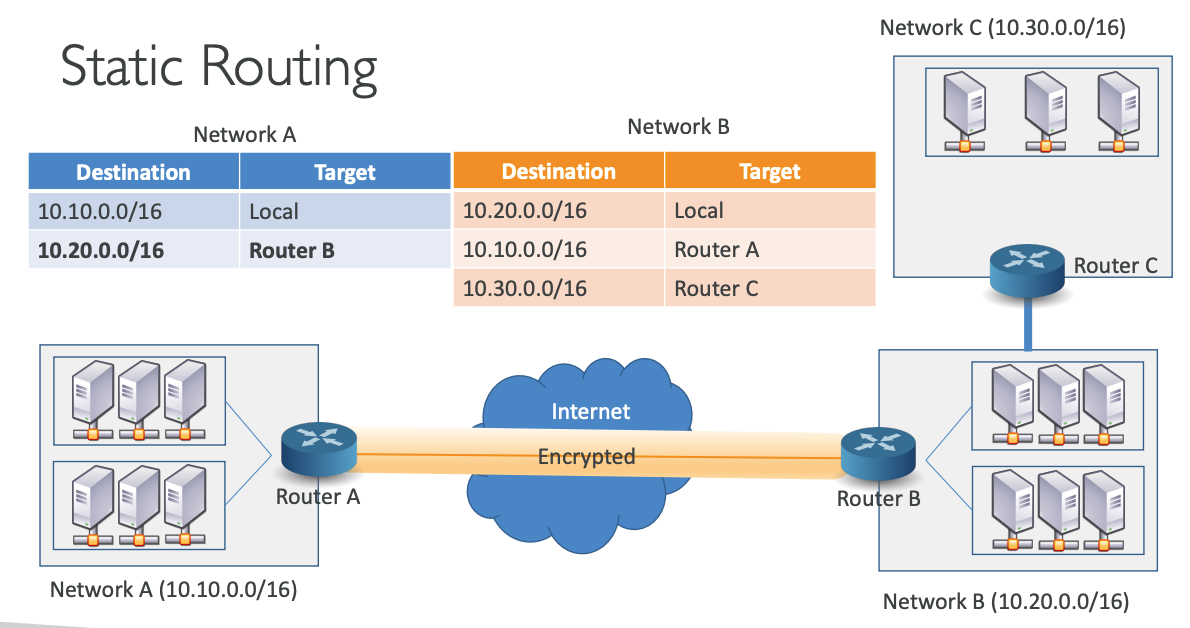 Static Routing
Network A
Destination Target
10.10.0.0/16 Local
10.20.0.0/16 Router B
Network B
Destination Target
10.20.0.0/16 Local
10.10.0.0/16 Router A
10.30.0.0/16 Router C
Network C (10.30.0.0/16)
Router C
Internet
Encrypted
Router A
Router B
Network A (10.10.0.0/16)
Network B (10.20.0.0/16)